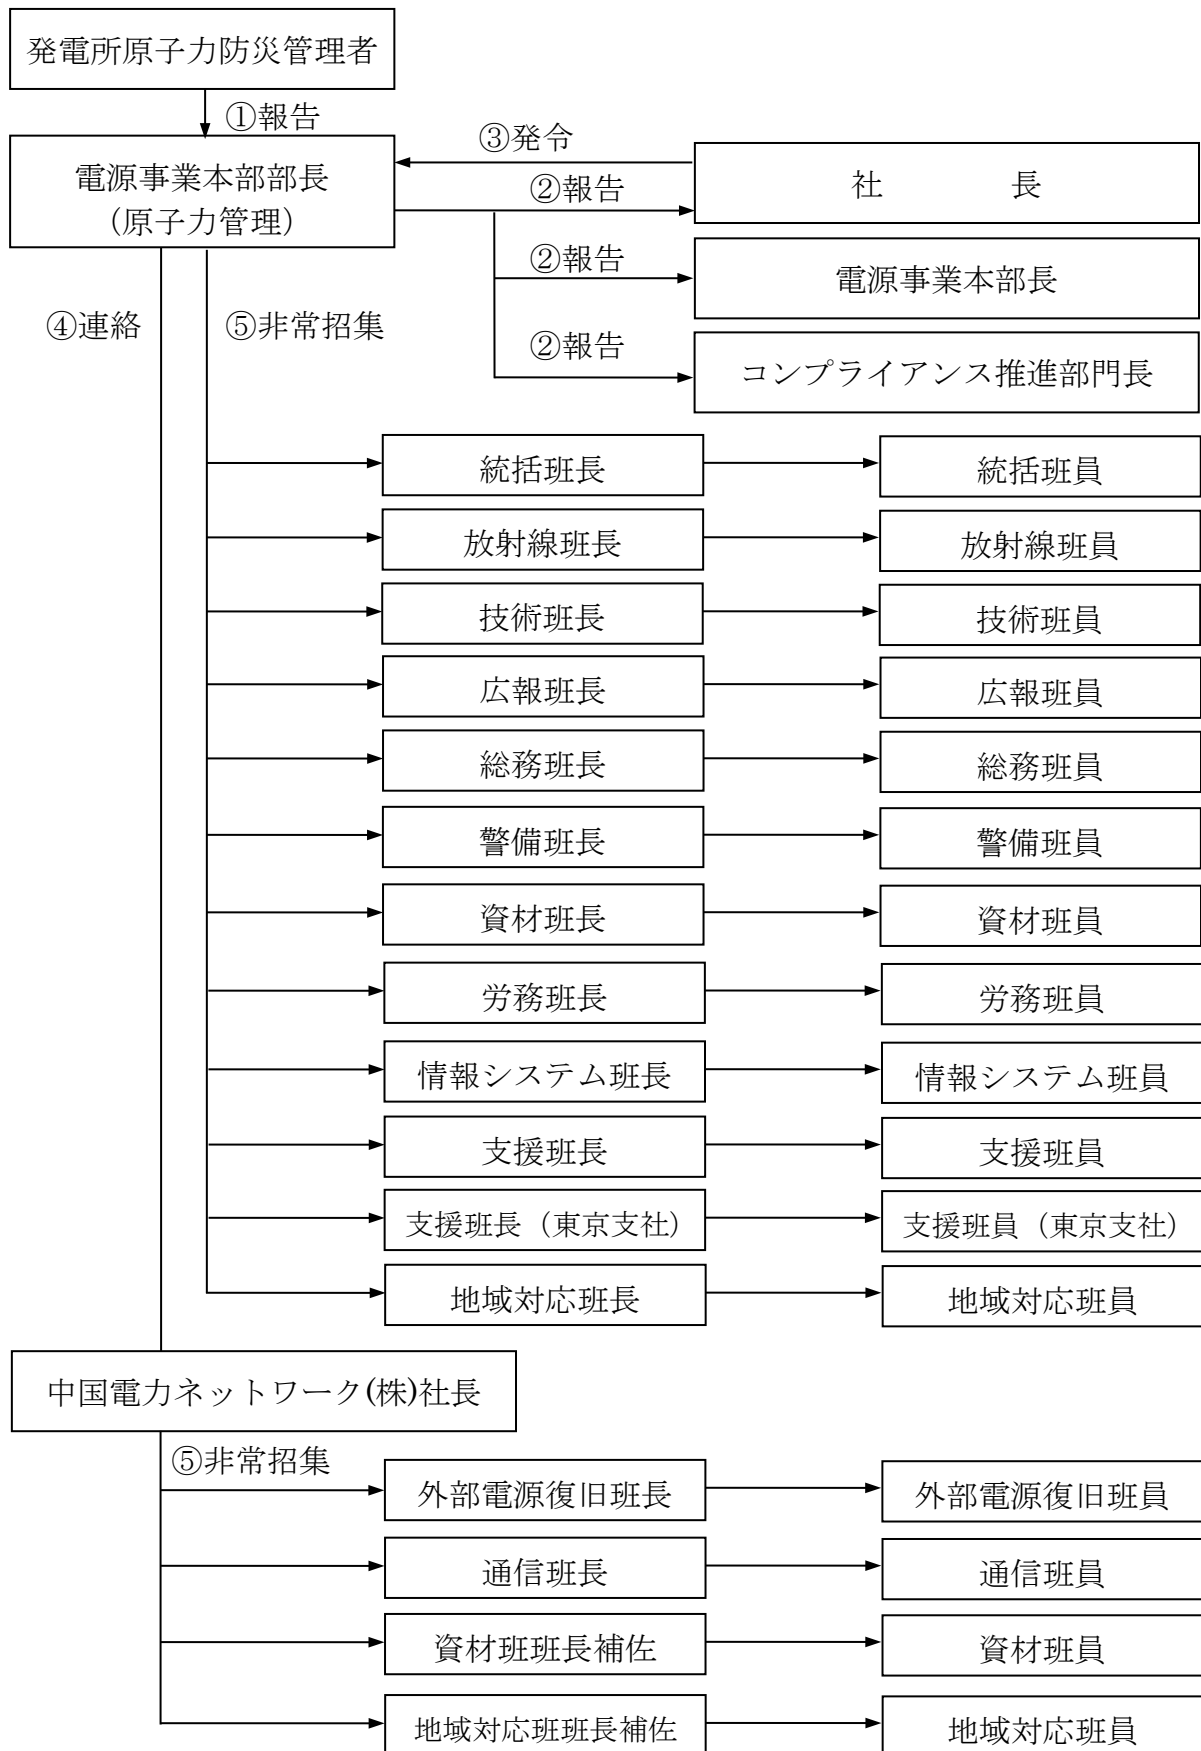 発電所原子力防災管理者
①報告
電源事業本部部長
(原子力管理)
③発令
②報告
社　　長
②報告
電源事業本部長
②報告
コンプライアンス推進部門長
④連絡
⑤非常招集
統括班長
統括班員
放射線班長
放射線班員
技術班長
技術班員
広報班長
広報班員
総務班長
総務班員
警備班長
警備班員
資材班長
資材班員
労務班長
労務班員
情報システム班長
情報システム班員
支援班長
支援班員
支援班長（東京支社）
支援班員（東京支社）
地域対応班長
地域対応班員
中国電力ネットワーク(株)社長
⑤非常招集
外部電源復旧班長
外部電源復旧班員
通信班長
通信班員
資材班班長補佐
資材班員
地域対応班班長補佐
地域対応班員